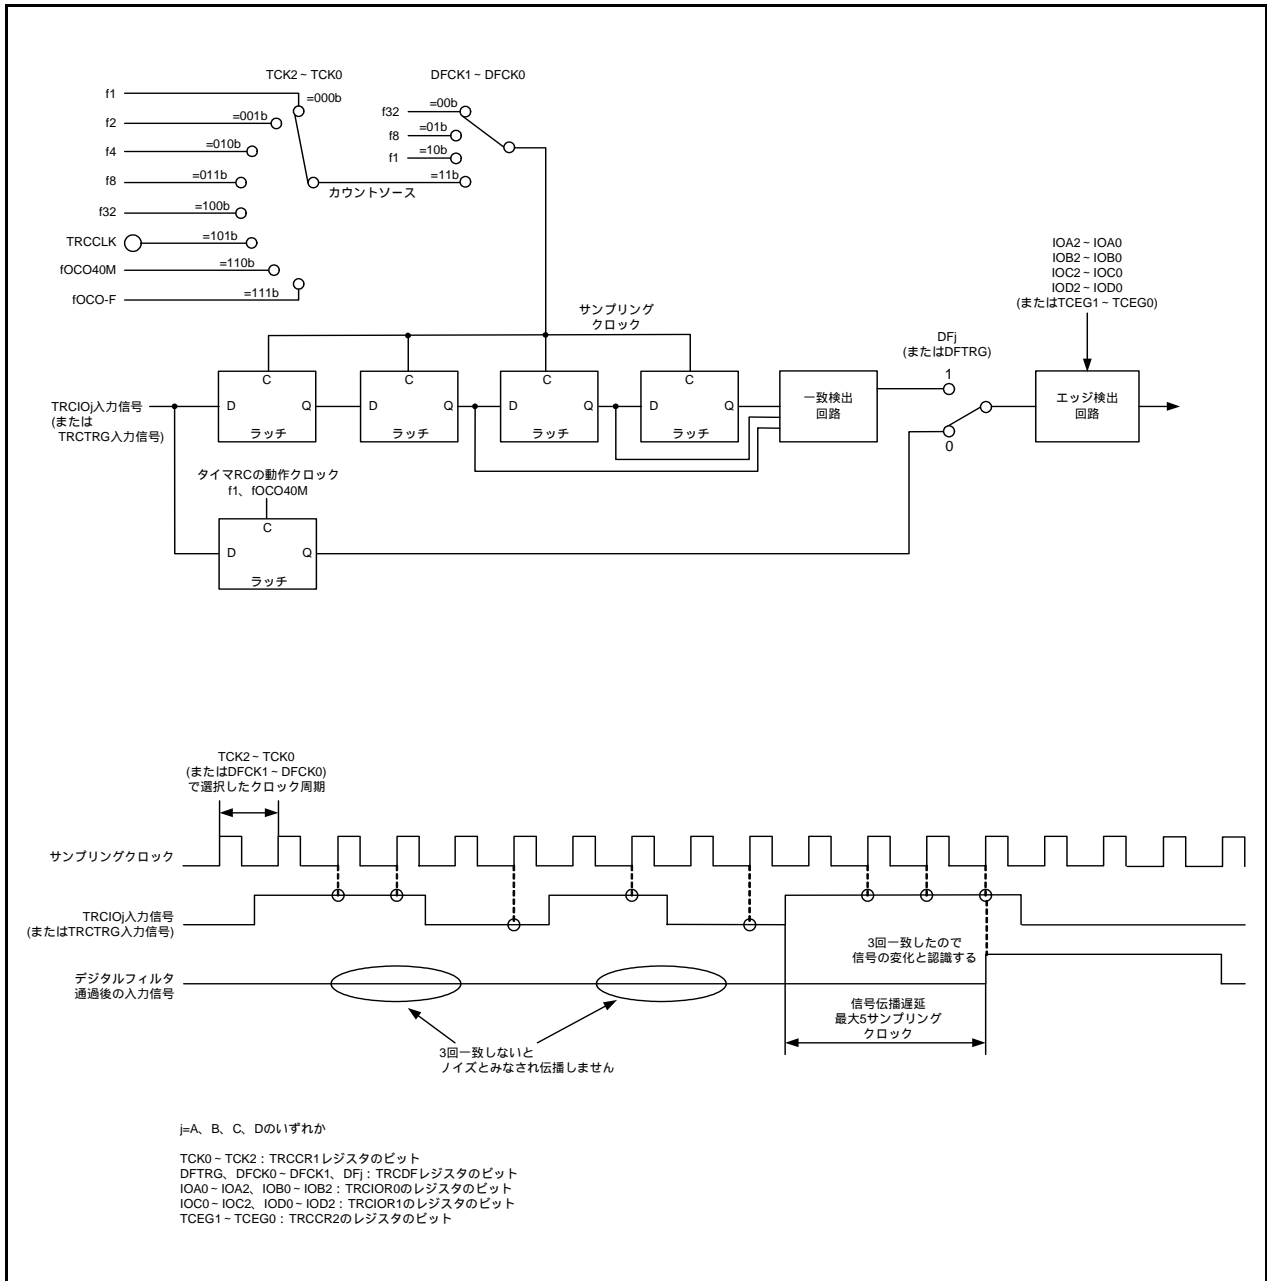 TCK2～TCK0
DFCK1～DFCK0
f1
=000b
f2
=001b
f4
=010b
f8
=011b
f32
=100b
TRCCLK
=101b
fOCO40M
=110b
fOCO-F
=111b
カウントソース
f32
=00b
f8
=01b
f1
=10b
=11b
サンプリング
クロック
IOA2～IOA0
IOB2～IOB0
IOC2～IOC0
IOD2～IOD0
(またはTCEG1～TCEG0)
DFj
(またはDFTRG)
1
0
TRCIOj入力信号
(または
TRCTRG入力信号)
C
D
Q
ラッチ
C
D
Q
ラッチ
C
D
Q
ラッチ
C
D
Q
ラッチ
一致検出
回路
エッジ検出
回路
タイマRCの動作クロック
f1、fOCO40M
C
D
Q
ラッチ
TCK2～TCK0
(またはDFCK1～DFCK0)
で選択したクロック周期
サンプリングクロック
TRCIOj入力信号
(またはTRCTRG入力信号)
3回一致したので
信号の変化と認識する
デジタルフィルタ
通過後の入力信号
信号伝播遅延
最大5サンプリング
クロック
3回一致しないと
ノイズとみなされ伝播しません
j=A、B、C、Dのいずれか
TCK0～TCK2：TRCCR1レジスタのビット
DFTRG、DFCK0～DFCK1、DFj：TRCDFレジスタのビット
IOA0～IOA2、IOB0～IOB2：TRCIOR0のレジスタのビット
IOC0～IOC2、IOD0～IOD2：TRCIOR1のレジスタのビット
TCEG1～TCEG0：TRCCR2のレジスタのビット